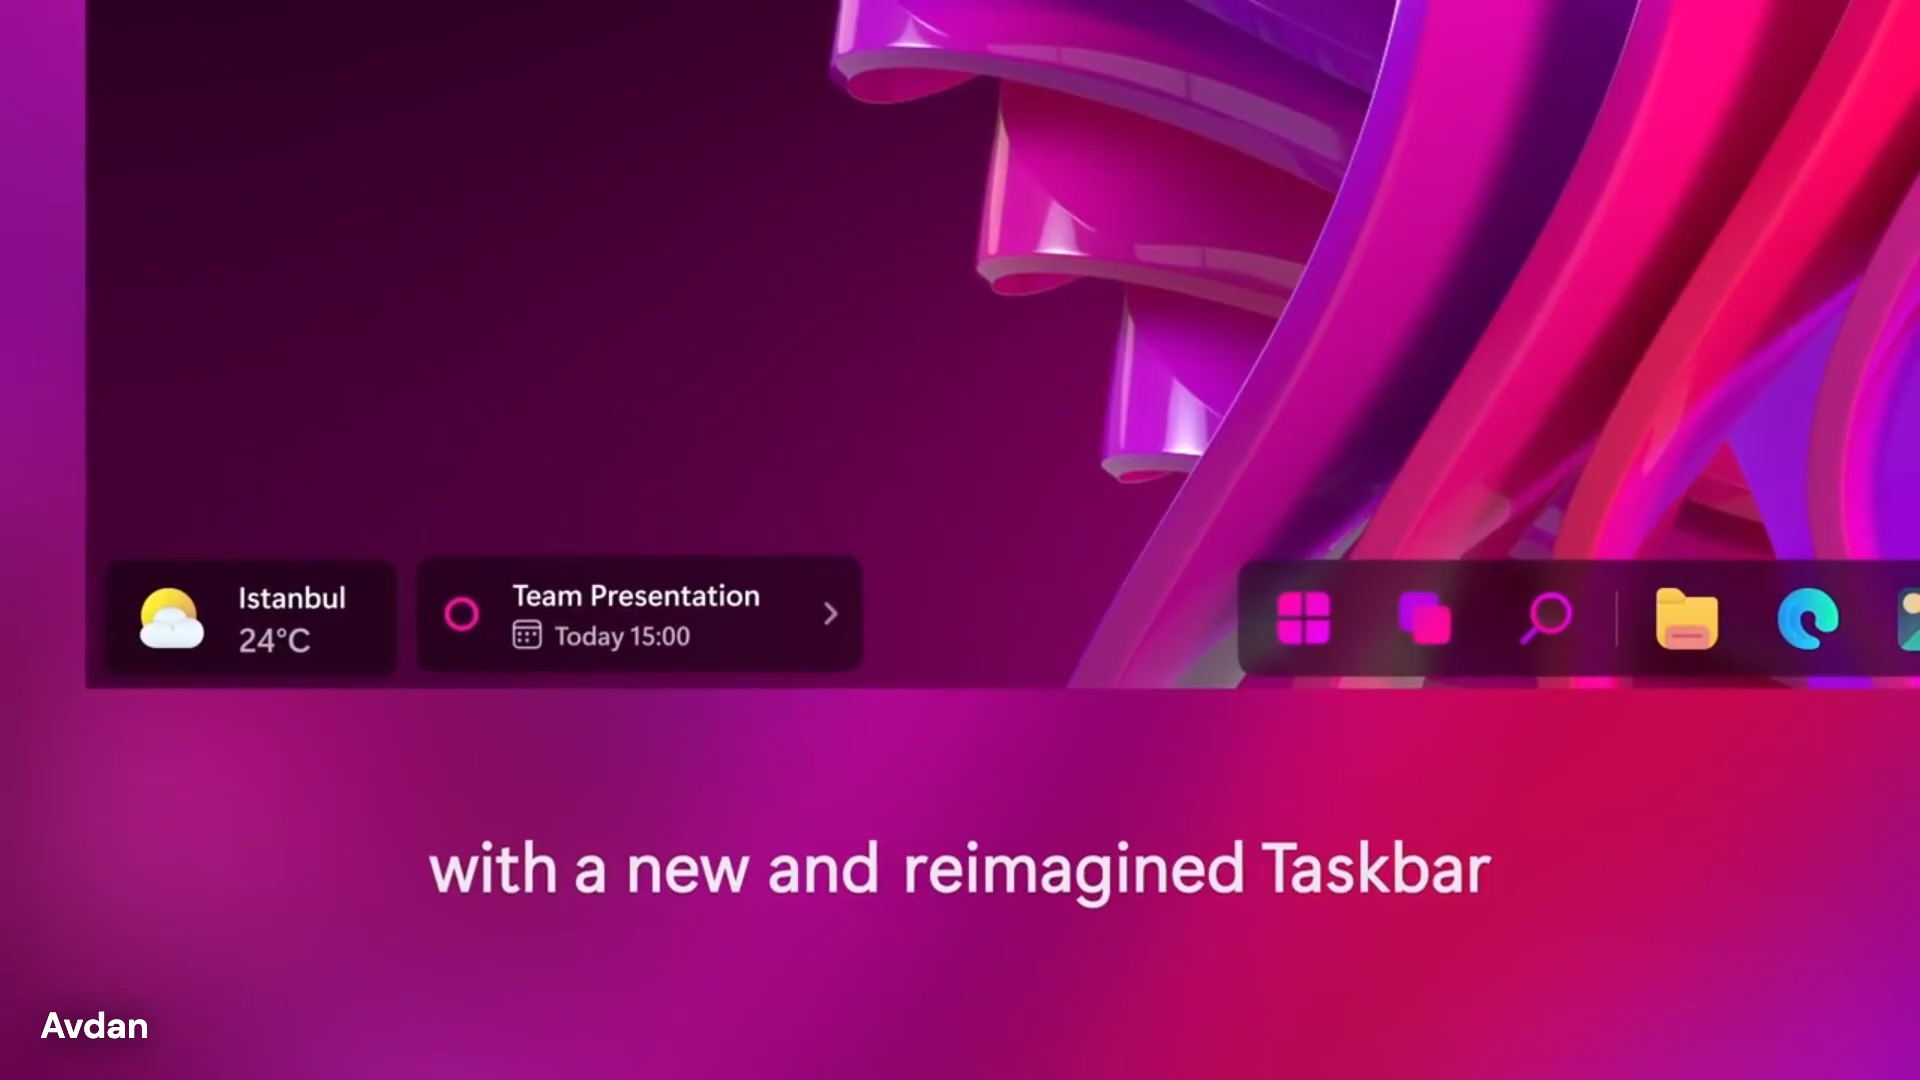 Istanbul
24°C
Team Presentation
Today 15:00
with a new and reimagined Taskbar
Avdan